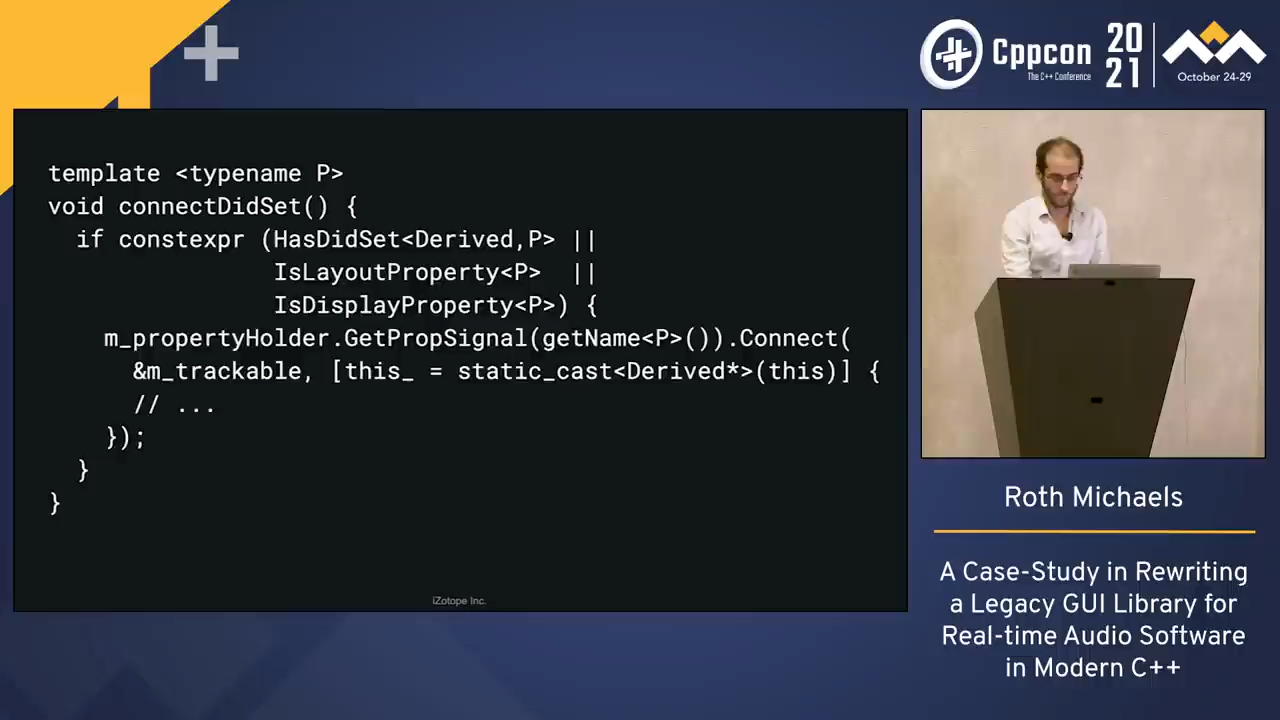 Cppcon
The C++ Conference
20
21
October 24-29
template <typename P>
void connectDidSet() {
if constexpr (HasDidSet<Derived,P> ||
IsLayoutProperty<P> ||
IsDisplayProperty<P>) {
m_propertyHolder.GetPropSignal(getName<P>()).Connect(
&m_trackable, [this_ = static_cast<Derived*>(this)] {
// ...
});
}
}
iZotope Inc.
Roth Michaels
A Case-Study in Rewriting
a Legacy GUI Library for
Real-time Audio Software
in Modern C++